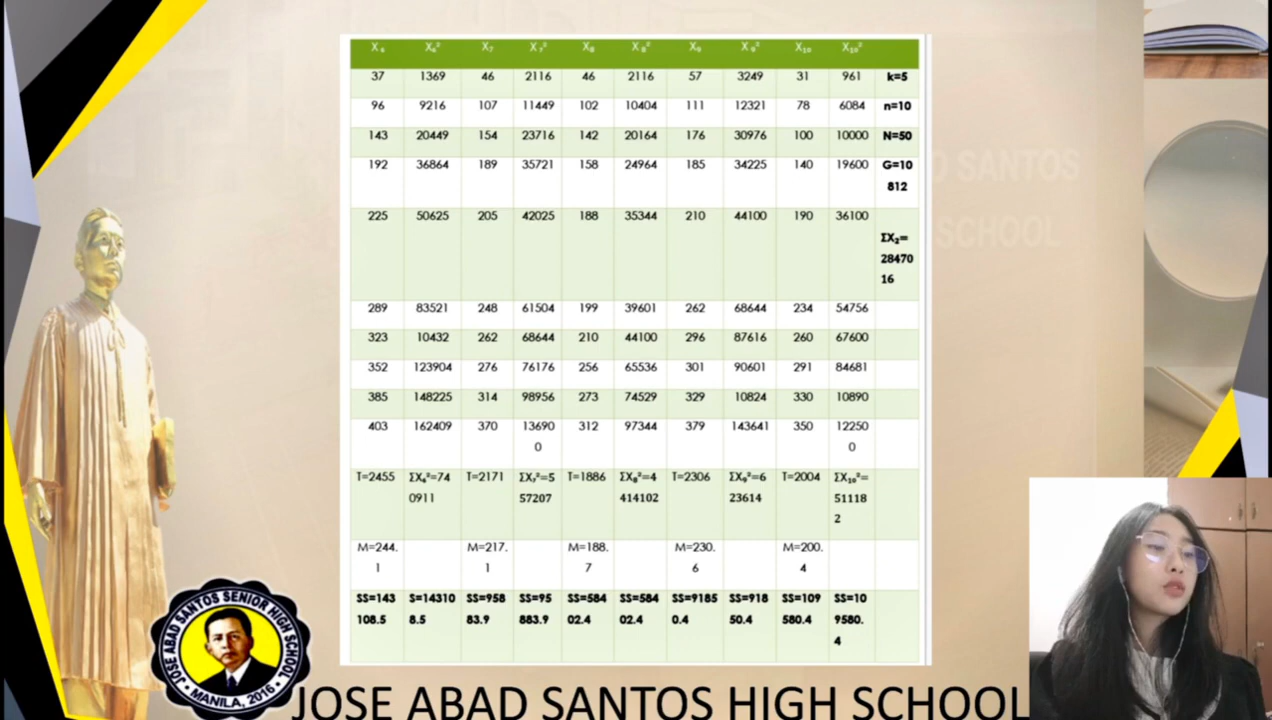 X₆ X₆² X₇ X₇² X₈ X₈² X₉ X₉² X₁₀ X₁₀²
37 1369 46 2116 46 2116 57 3249 31 961 k=5
96 9216 107 11449 102 10404 111 12321 78 6084 n=10
143 20449 154 23716 142 20164 176 30976 100 10000 N=50
192 36864 189 35721 158 24964 185 34225 140 19600 G=10
812
225 50625 205 42025 188 35344 210 44100 190 36100
ΣX₂=
28470
16
289 83521 248 61504 199 39601 262 68644 234 54756
323 10432 262 68644 210 44100 296 87616 260 67600
352 123904 276 76176 256 65536 301 90601 291 84681
385 148225 314 98956 273 74529 329 10824 330 10890
403 162409 370 13690 312 97344 379 143641 350 12250
0 0
T=2455 ΣX₆²=74 T=2171 ΣX₇²=5 T=1886 ΣX₈²=4 T=2306 ΣX₉²=6 T=2004 ΣX₁₀²=
0911 57207 414102 23614 51118
2
M=244. M=217. M=188. M=230. M=200.
1 1 7 6 4
SS=143 S=14310 SS=958 SS=95 SS=584 SS=584 SS=9185 SS=918 SS=109 SS=10
108.5 8.5 83.9 883.9 02.4 02.4 0.4 50.4 580.4 9580.
4
D SANTOS
SCHOOL
JOSE ABAD SANTOS SENIOR HIGH SCHOOL
MANILA, 2016
JOSE ABAD SANTOS HIGH SCHOOL